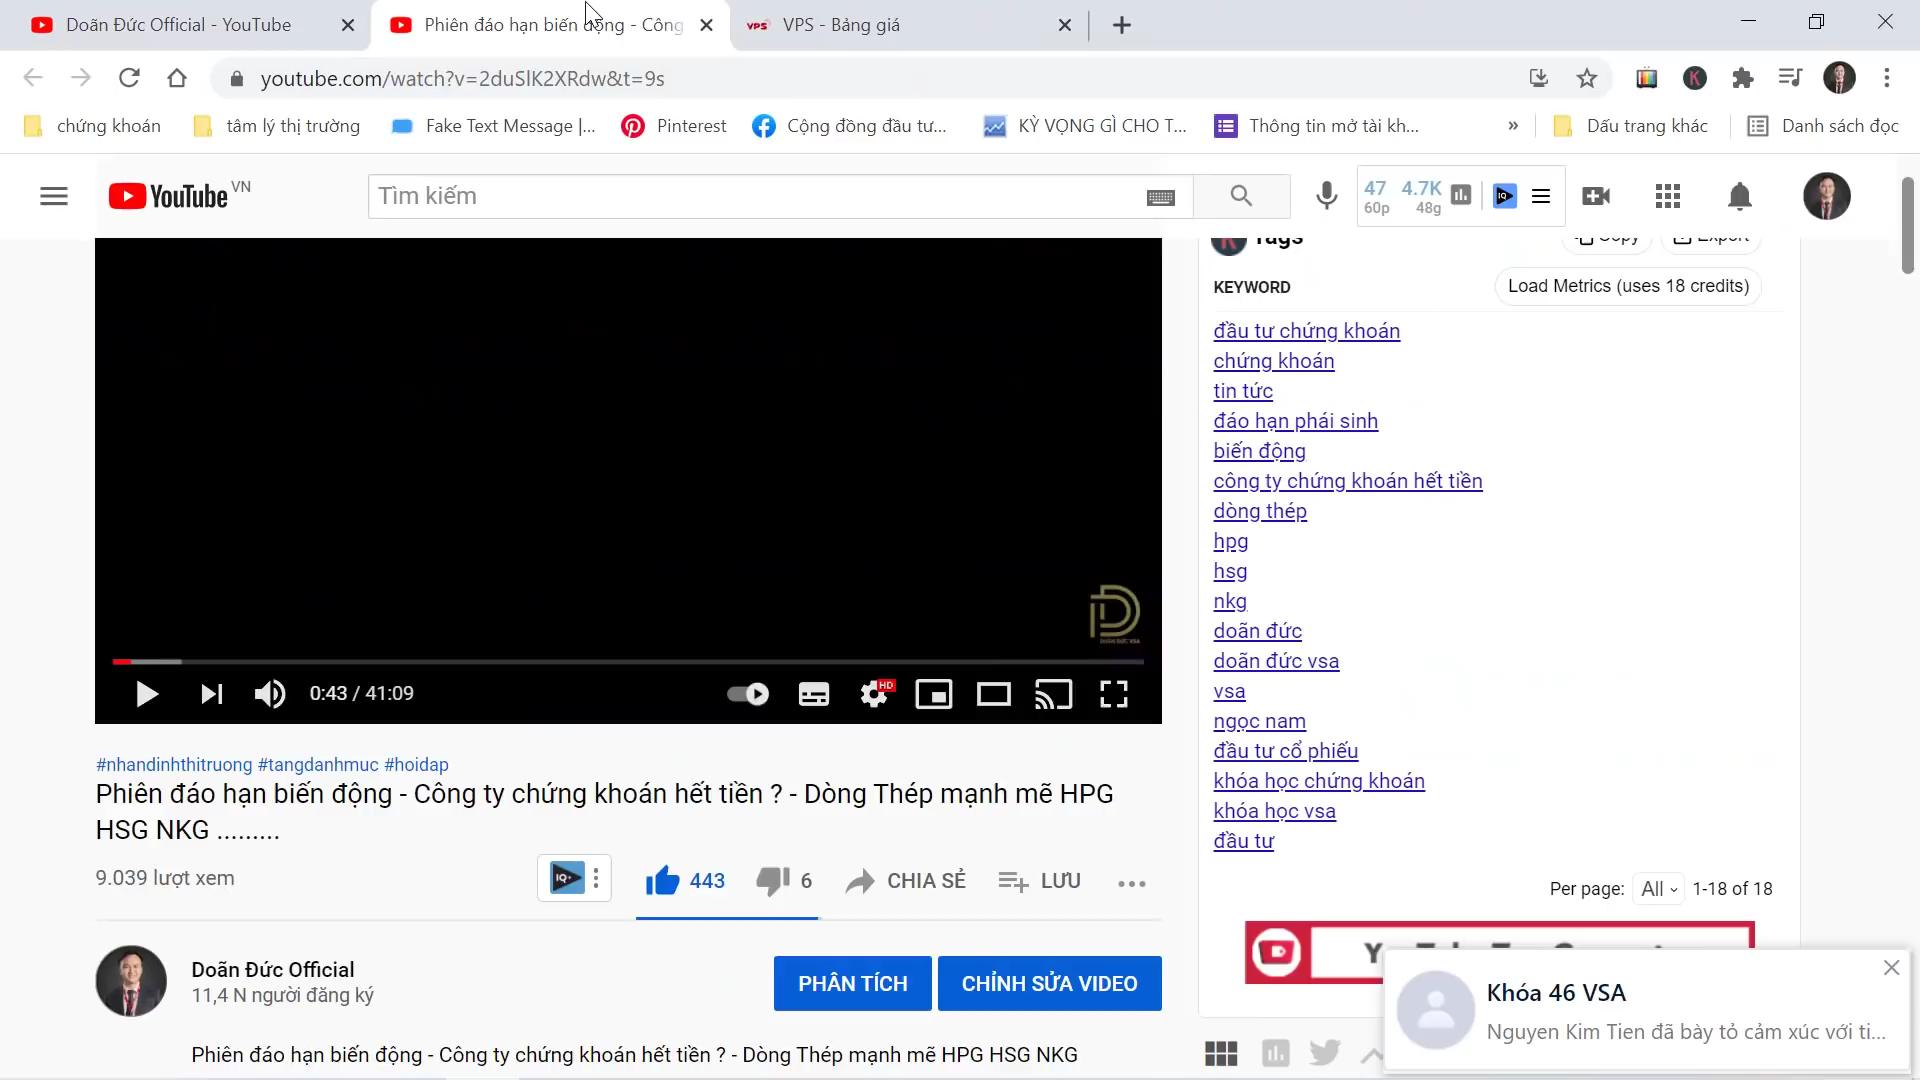 Doãn Đức Official - YouTube
Phiên đáo hạn biến động - Công
VPS - Bảng giá
youtube.com/watch?v=2duSlK2XRdw&t=9s
chứng khoán
tâm lý thị trường
Fake Text Message |...
Pinterest
Cộng đồng đầu tư...
KỲ VỌNG GÌ CHO T...
Thông tin mở tài kh...
»
Dấu trang khác
Danh sách đọc
YouTube VN
Tìm kiếm
47 4.7K
60p 48g
Tags
Copy
Export
KEYWORD
Load Metrics (uses 18 credits)
đầu tư chứng khoán
chứng khoán
tin tức
đáo hạn phái sinh
biến động
công ty chứng khoán hết tiền
dòng thép
hpg
hsg
nkg
doãn đức
doãn đức vsa
vsa
ngọc nam
đầu tư cổ phiếu
khóa học chứng khoán
khóa học vsa
đầu tư
Per page: All 1-18 of 18
DOÃN ĐỨC VSA
0:43 / 41:09
HD
#nhandinhthitruong #tangdanhmuc #hoidap
Phiên đáo hạn biến động - Công ty chứng khoán hết tiền ? - Dòng Thép mạnh mẽ HPG
HSG NKG .........
9.039 lượt xem
IQ+
443
6
CHIA SẺ
LƯU
Doãn Đức Official
11,4 N người đăng ký
PHÂN TÍCH
CHỈNH SỬA VIDEO
Phiên đáo hạn biến động - Công ty chứng khoán hết tiền ? - Dòng Thép mạnh mẽ HPG HSG NKG
Khóa 46 VSA
Nguyen Kim Tien đã bày tỏ cảm xúc với ti...